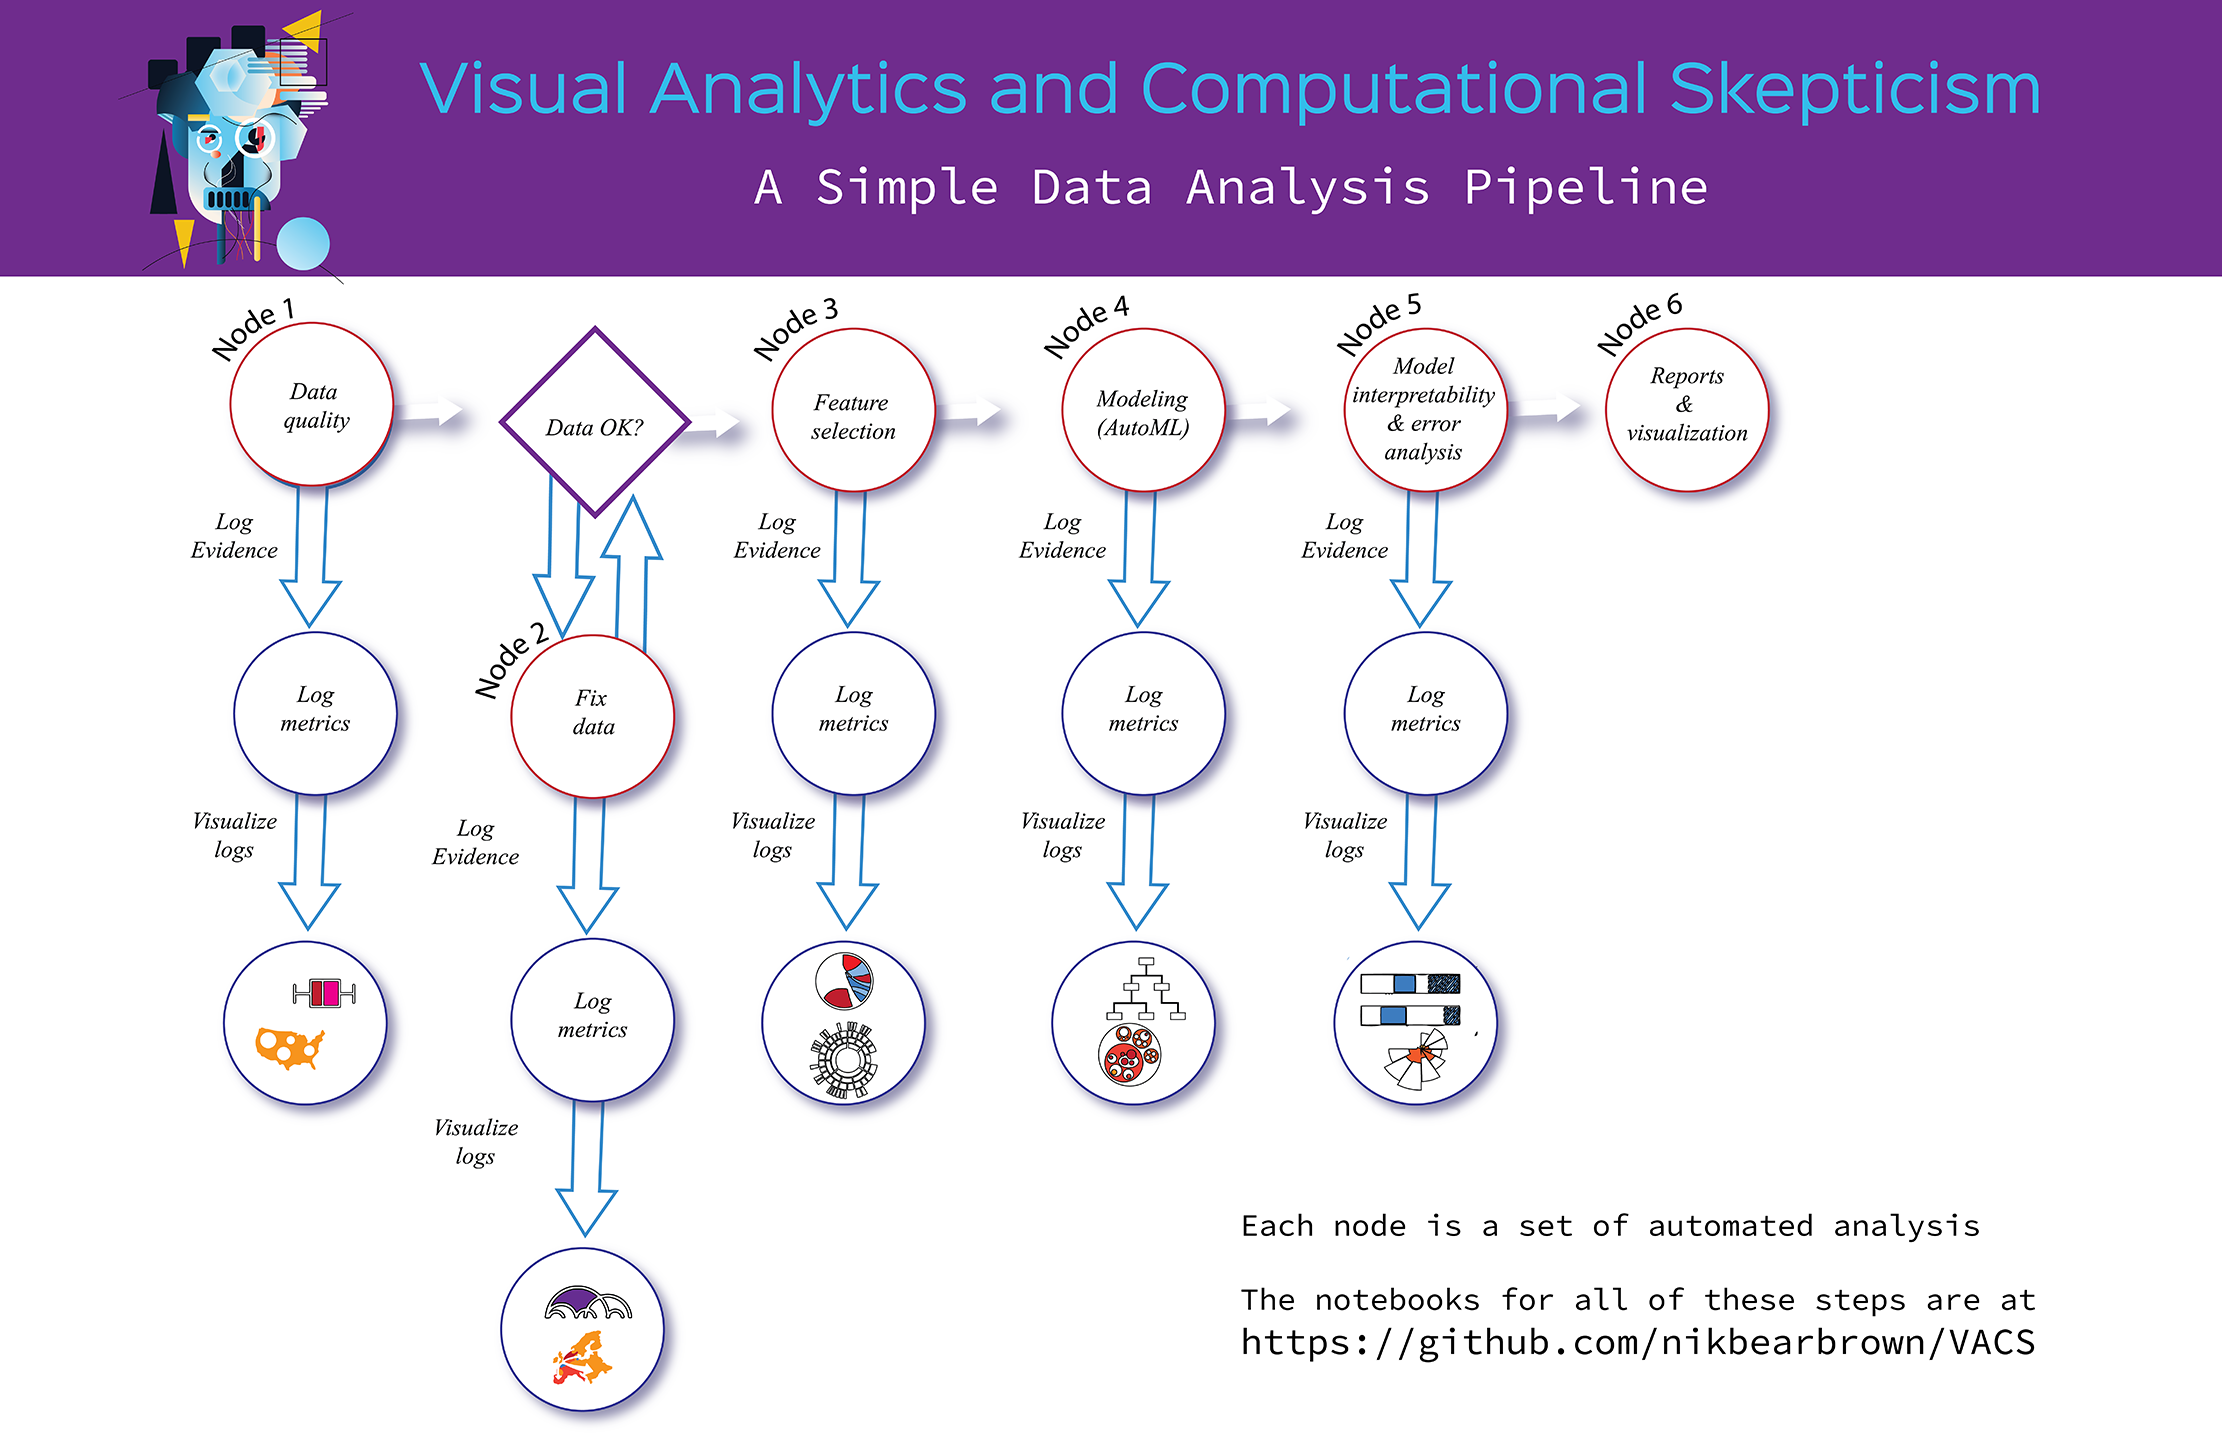 Visual Analytics and Computational Skepticism
A Simple Data Analysis Pipeline
Node 1
Data
quality
Log
Evidence
Log
metrics
Visualize
logs
Data OK?
Node 2
Fix
data
Log
Evidence
Log
metrics
Visualize
logs
Node 3
Feature
selection
Log
Evidence
Log
metrics
Visualize
logs
Node 4
Modeling
(AutoML)
Log
Evidence
Log
metrics
Visualize
logs
Node 5
Model
interpretability
& error
analysis
Log
Evidence
Log
metrics
Visualize
logs
Node 6
Reports
&
visualization
Each node is a set of automated analysis
The notebooks for all of these steps are at
https://github.com/nikbearbrown/VACS